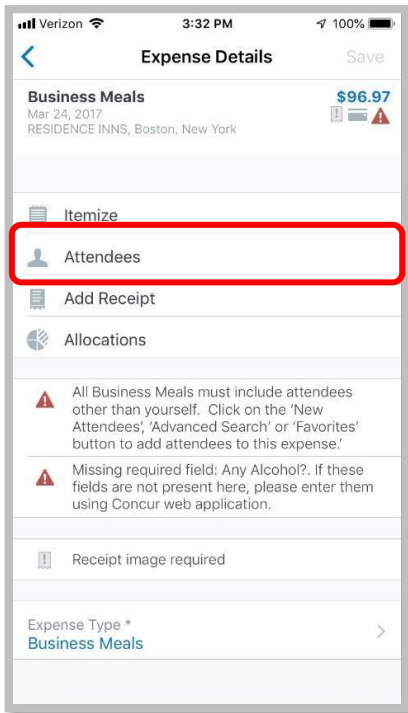 Verizon 3:32 PM 100%
Expense Details Save
Business Meals $96.97
Mar 24, 2017
RESIDENCE INNS, Boston, New York
Itemize
Attendees
Add Receipt
Allocations
All Business Meals must include attendees
other than yourself. Click on the ‘New
Attendees’, ‘Advanced Search’ or ‘Favorites’
button to add attendees to this expense.’
Missing required field: Any Alcohol?. If these
fields are not present here, please enter them
using Concur web application.
Receipt image required
Expense Type *
Business Meals